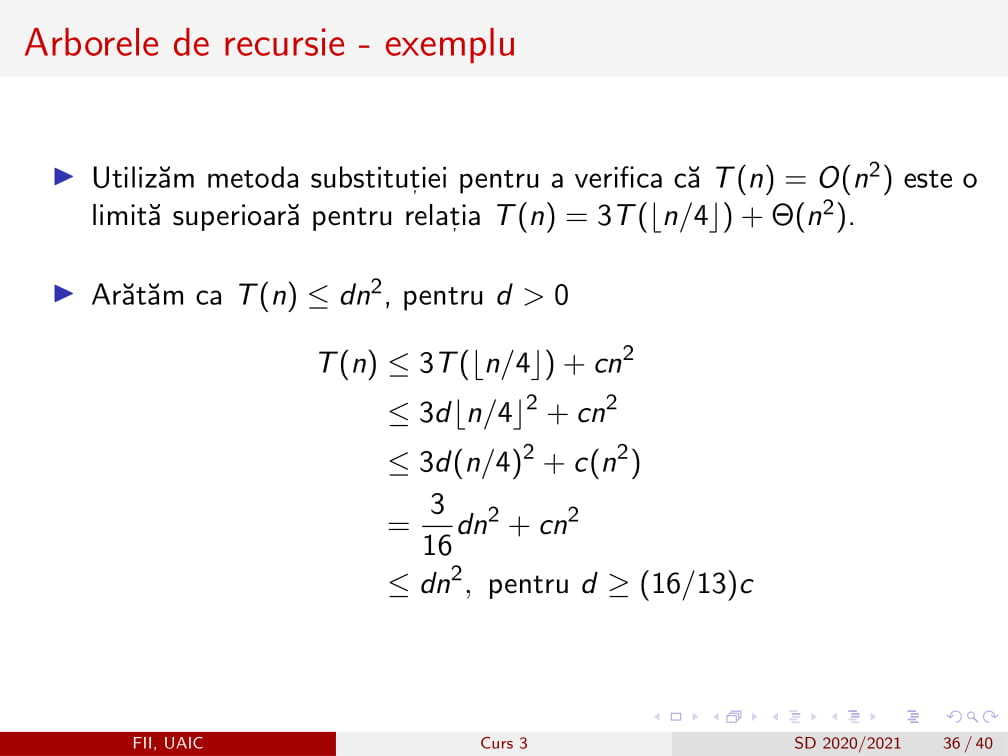 Arborele de recursie - exemplu
Utilizăm metoda substituției pentru a verifica că T(n) = O(n²) este o
limită superioară pentru relația T(n) = 3T(⌊n/4⌋) + Θ(n²).
Arătăm ca T(n) ≤ dn², pentru d > 0
T(n) ≤ 3T(⌊n/4⌋) + cn²
≤ 3d⌊n/4⌋² + cn²
≤ 3d(n/4)² + c(n²)
= 3/16 dn² + cn²
≤ dn², pentru d ≥ (16/13)c
FII, UAIC Curs 3 SD 2020/2021 36 / 40